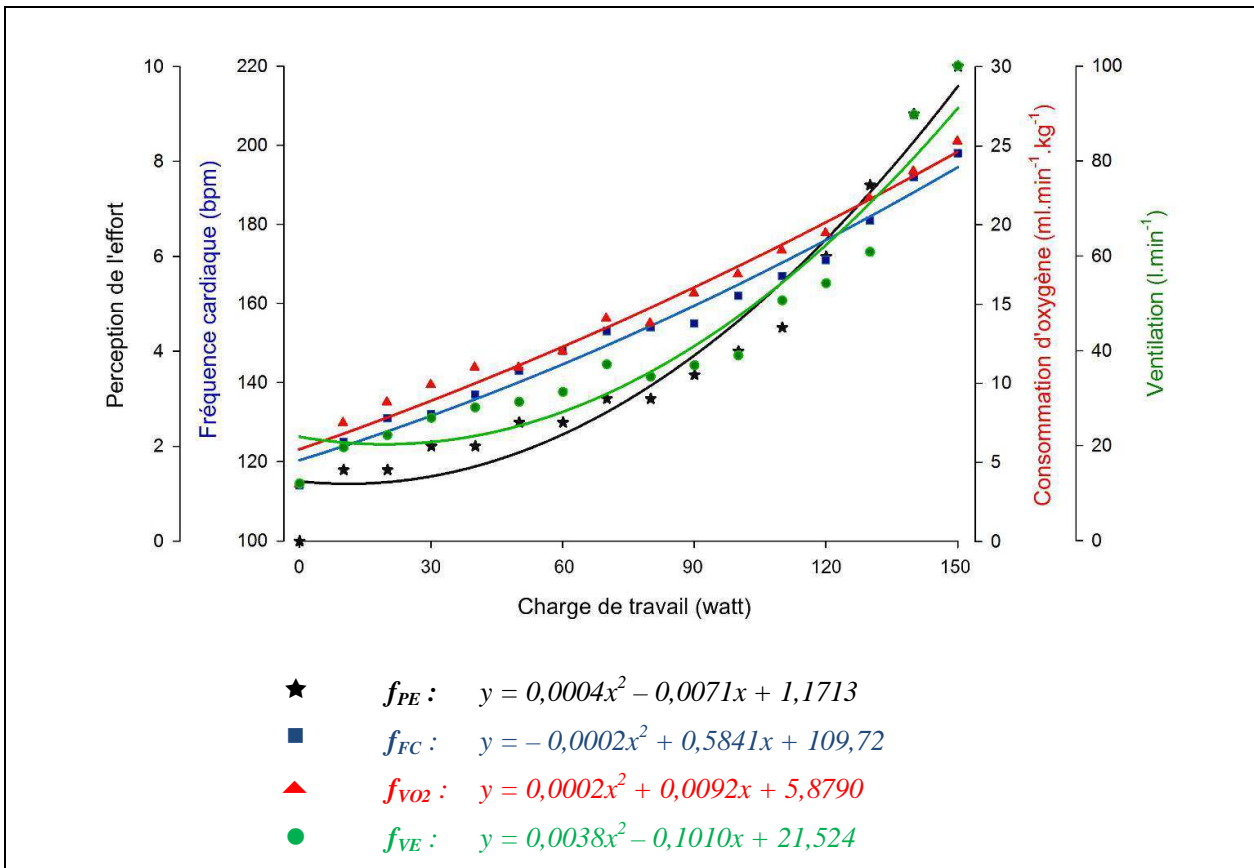 10
8
6
4
2
0
Perception de l'effort
220
200
180
160
140
120
100
Fréquence cardiaque (bpm)
30
25
20
15
10
5
0
Consommation d'oxygène (ml.min⁻¹.kg⁻¹)
100
80
60
40
20
0
Ventilation (l.min⁻¹)
0 30 60 90 120 150
Charge de travail (watt)
f_PE : y = 0,0004x² – 0,0071x + 1,1713
f_FC : y = – 0,0002x² + 0,5841x + 109,72
f_VO2 : y = 0,0002x² + 0,0092x + 5,8790
f_VE : y = 0,0038x² – 0,1010x + 21,524